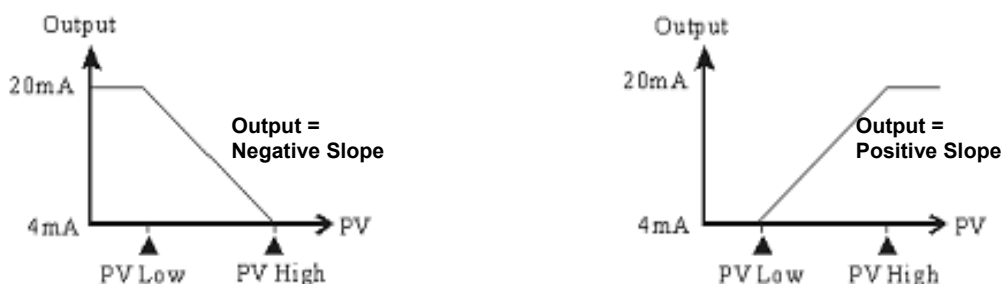 Output
20mA
Output =
Negative Slope
4mA
PV
PV Low
PV High
Output
20mA
Output =
Positive Slope
4mA
PV
PV Low
PV High